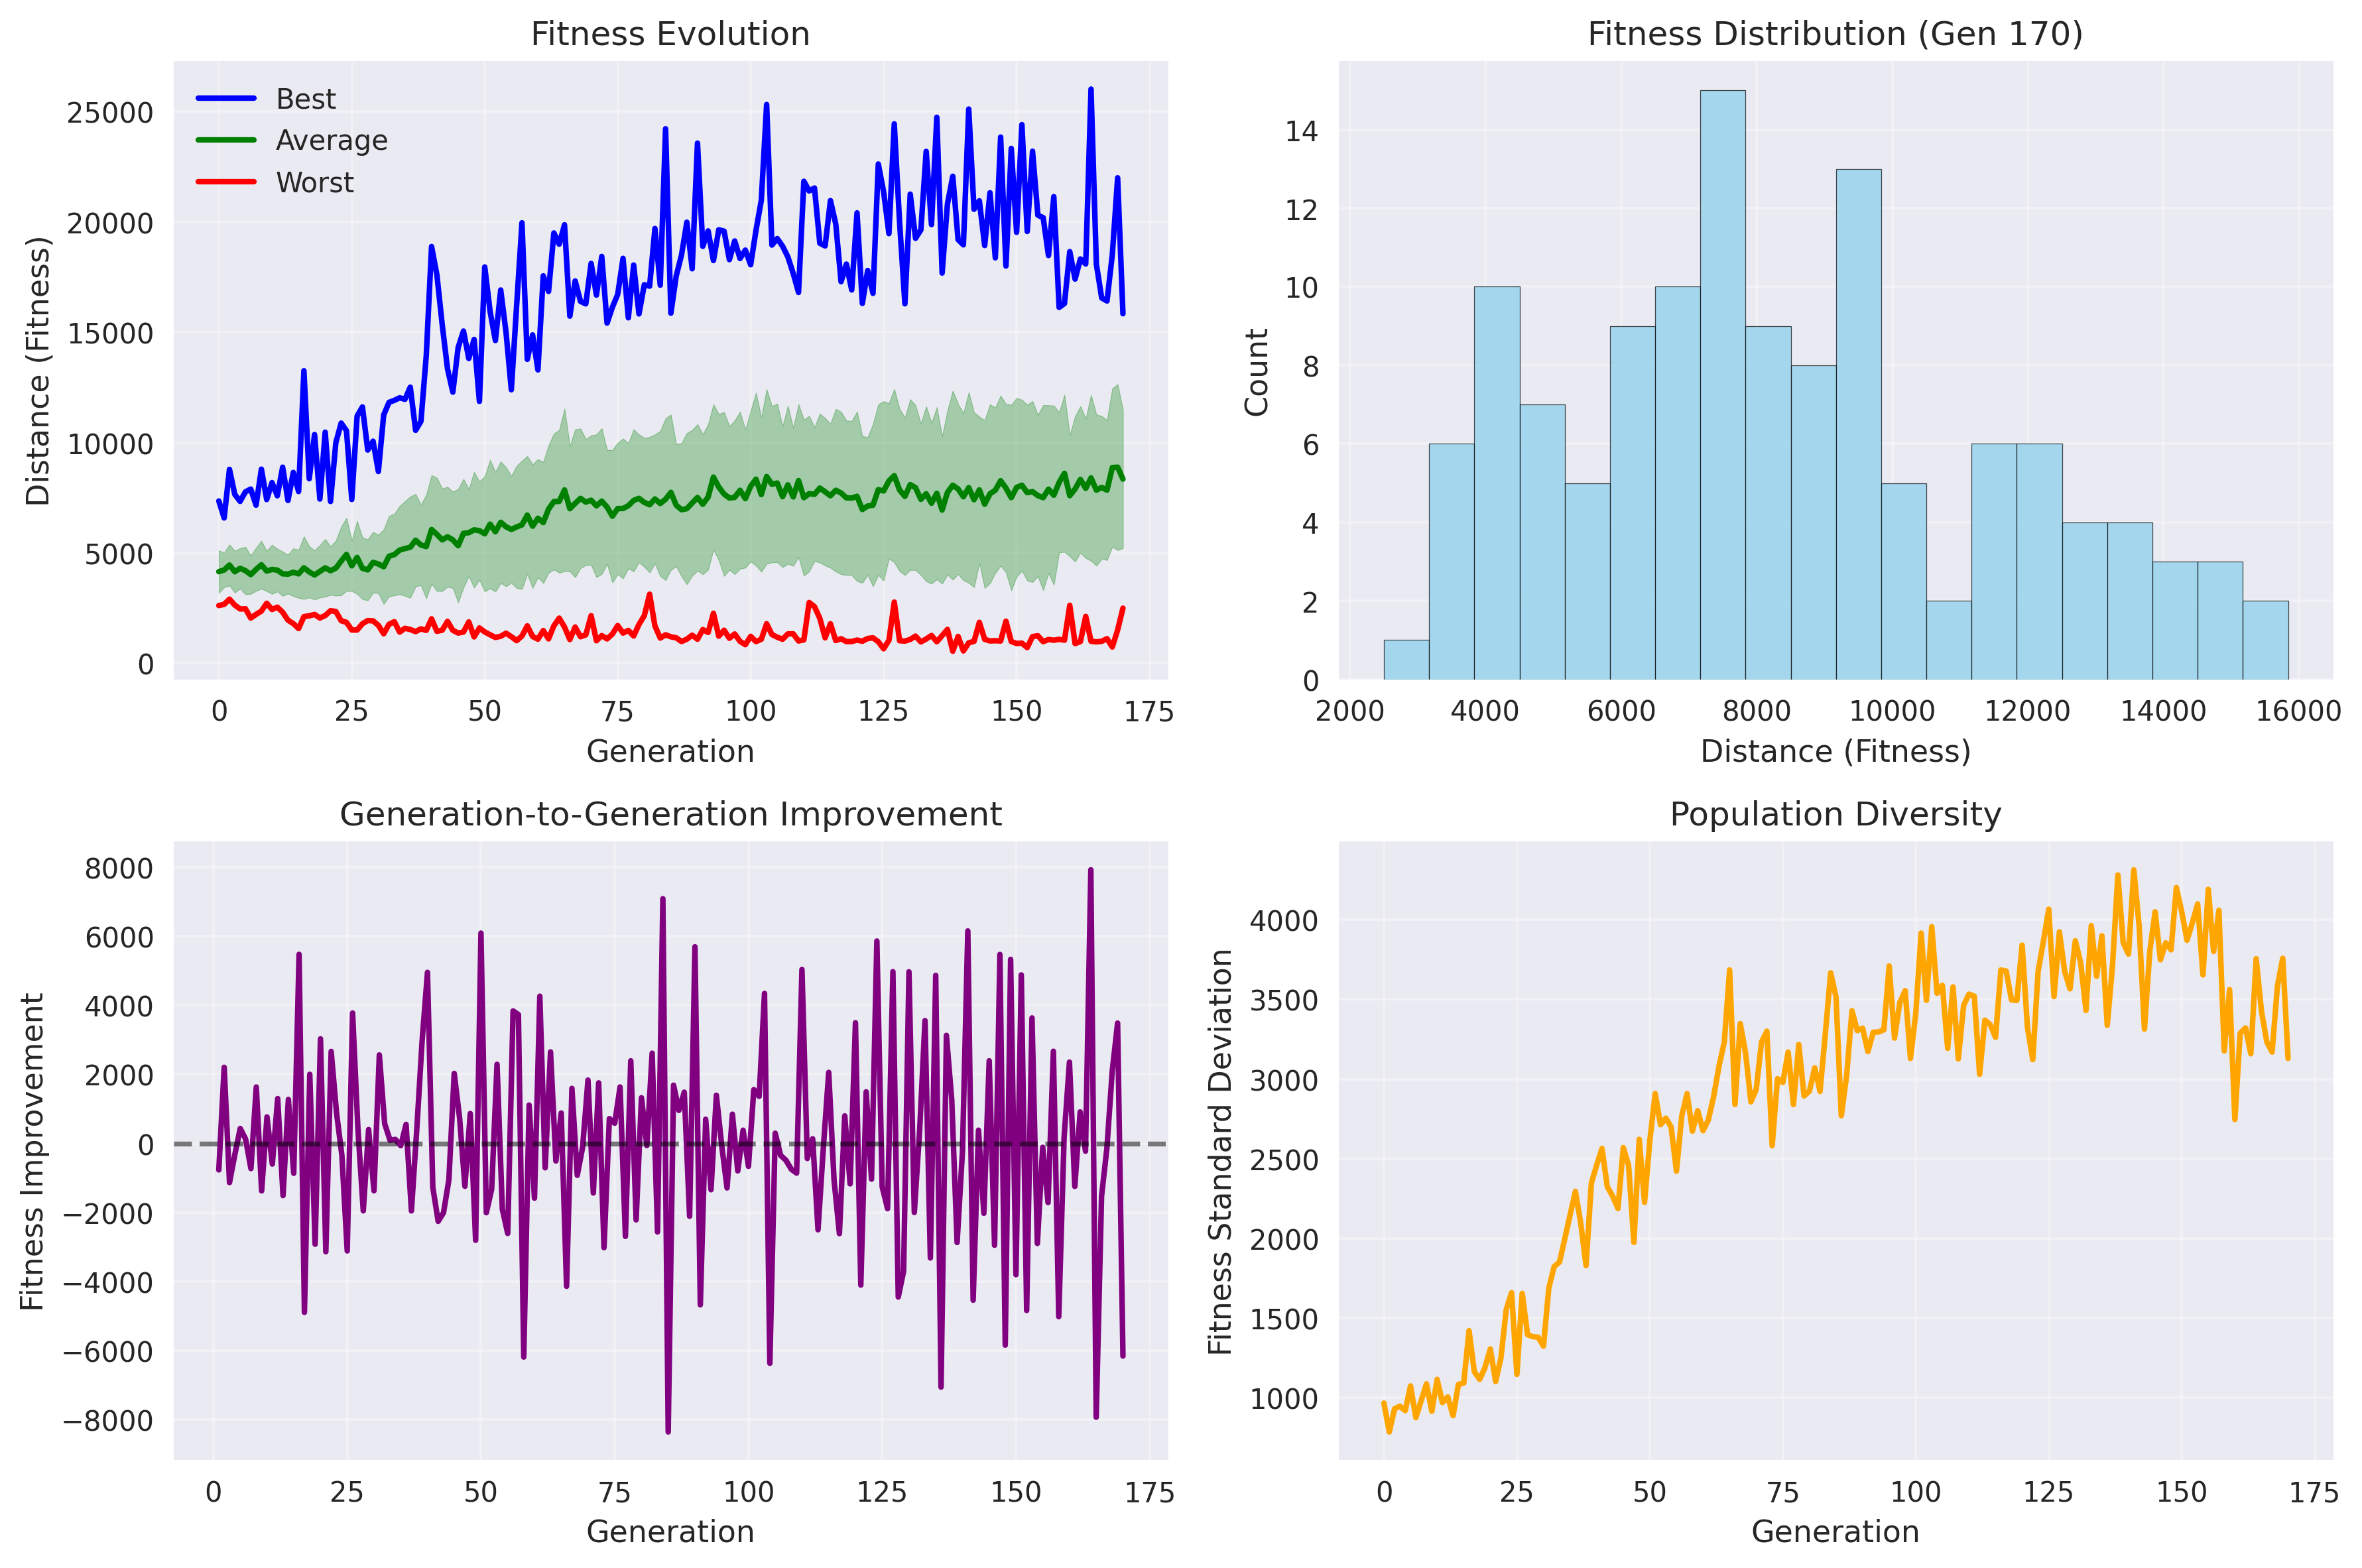 Fitness Evolution
Distance (Fitness)
25000
20000
15000
10000
5000
0
Best
Average
Worst
0 25 50 75 100 125 150 175
Generation
Fitness Distribution (Gen 170)
Count
14
12
10
8
6
4
2
0
2000 4000 6000 8000 10000 12000 14000 16000
Distance (Fitness)
Generation-to-Generation Improvement
Fitness Improvement
8000
6000
4000
2000
0
−2000
−4000
−6000
−8000
0 25 50 75 100 125 150 175
Generation
Population Diversity
Fitness Standard Deviation
4000
3500
3000
2500
2000
1500
1000
0 25 50 75 100 125 150 175
Generation